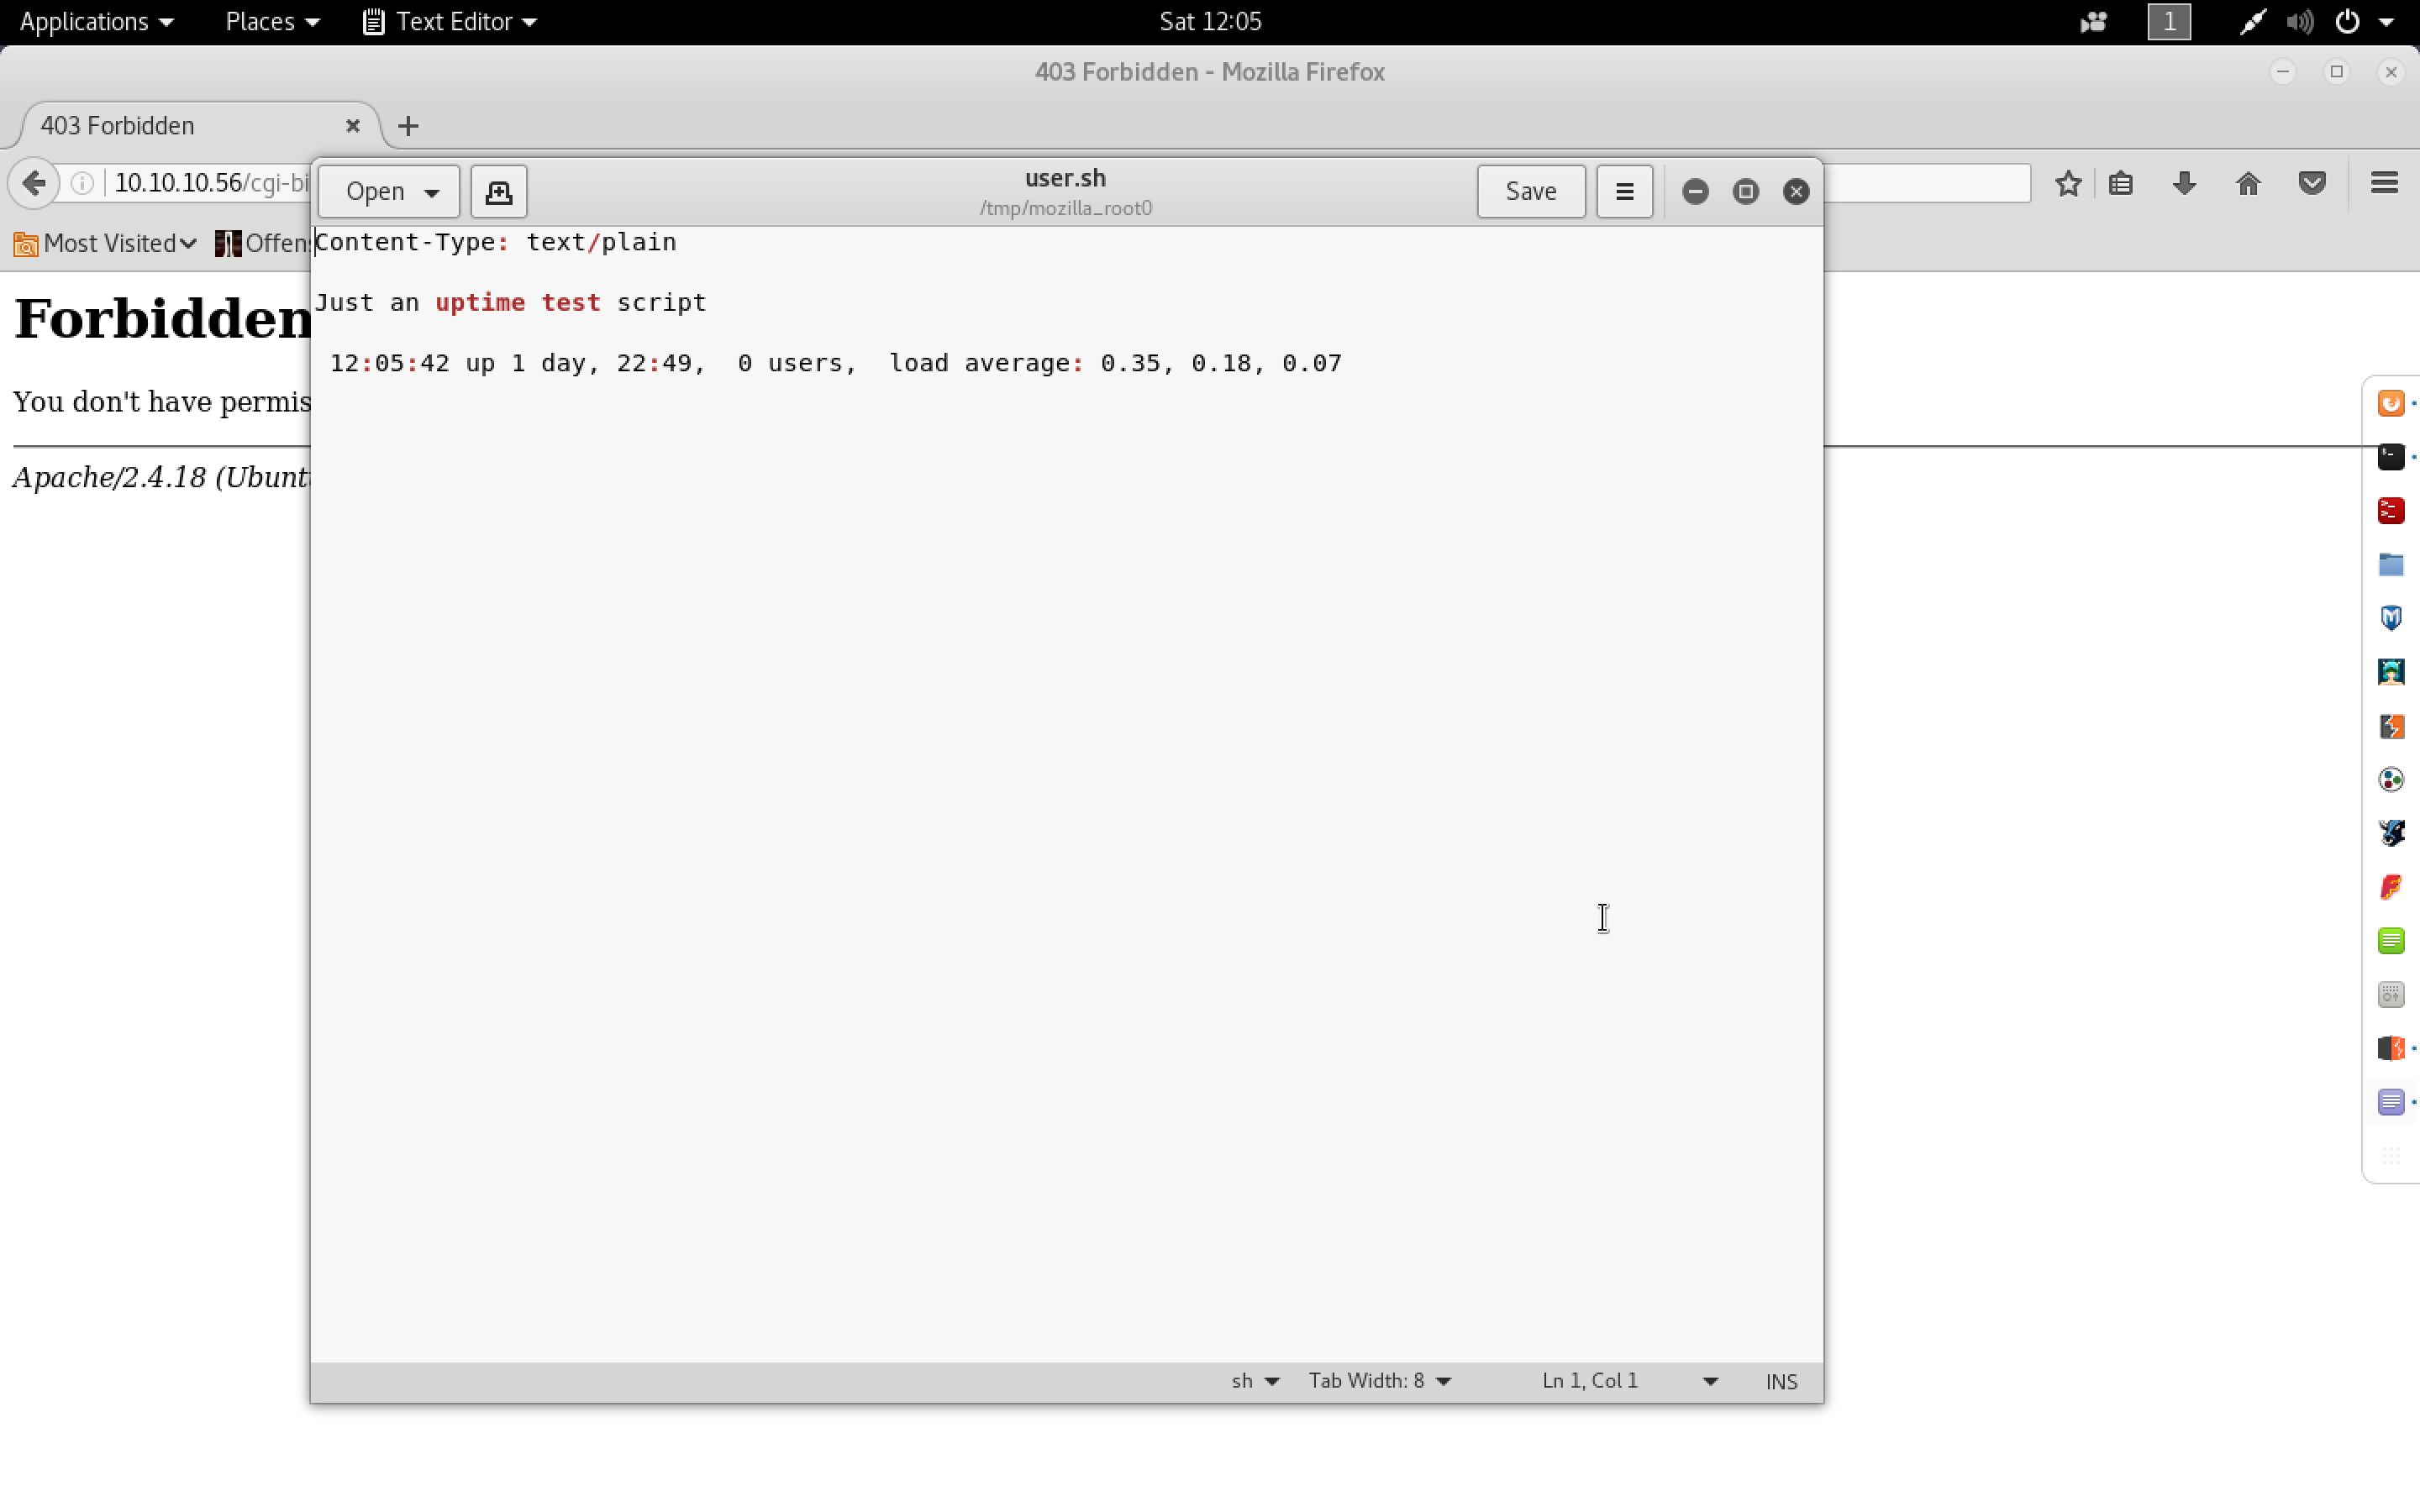 Applications Places Text Editor Sat 12:05 1
403 Forbidden - Mozilla Firefox
403 Forbidden
10.10.10.56/cgi-bi
Open user.sh Save
/tmp/mozilla_root0
Most Visited Offen
Content-Type: text/plain
Just an uptime test script
12:05:42 up 1 day, 22:49, 0 users, load average: 0.35, 0.18, 0.07
Forbidden
You don't have permis
Apache/2.4.18 (Ubunt
sh Tab Width: 8 Ln 1, Col 1 INS